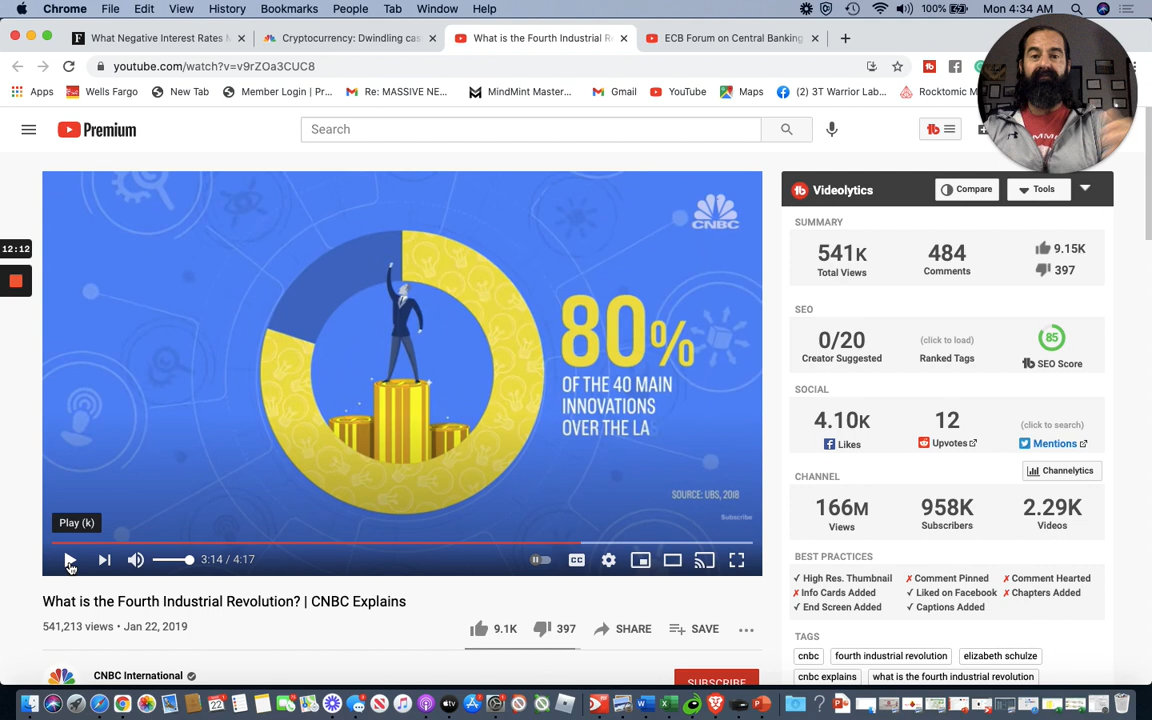 Chrome File Edit View History Bookmarks People Tab Window Help 100% Mon 4:34 AM
What Negative Interest Rates M
Cryptocurrency: Dwindling ca
What is the Fourth Industrial R
ECB Forum on Central Banking
youtube.com/watch?v=v9rZOa3CUC8
Apps Wells Fargo New Tab Member Login | Pr... Re: MASSIVE NE... MindMint Master... Gmail YouTube Maps (2) 3T Warrior Lab... Rocktomic M
Premium
Search
12:12
CNBC
80%
OF THE 40 MAIN
INNOVATIONS
OVER THE LA
SOURCE: UBS, 2018
Subscribe
Play (k)
3:14 / 4:17
CC
What is the Fourth Industrial Revolution? | CNBC Explains
541,213 views • Jan 22, 2019
9.1K 397 SHARE SAVE
CNBC International
SUBSCRIBE
Videolytics Compare Tools
SUMMARY
541K 484 9.15K
Total Views Comments 397
SEO
0/20 (click to load) 85
Creator Suggested Ranked Tags SEO Score
SOCIAL
4.10K 12 (click to search)
Likes Upvotes Mentions
CHANNEL Channelytics
166M 958K 2.29K
Views Subscribers Videos
BEST PRACTICES
✓ High Res. Thumbnail ✗ Comment Pinned ✗ Comment Hearted
✗ Info Cards Added ✓ Liked on Facebook ✗ Chapters Added
✓ End Screen Added ✓ Captions Added
TAGS
cnbc fourth industrial revolution elizabeth schulze
cnbc explains what is the fourth industrial revolution